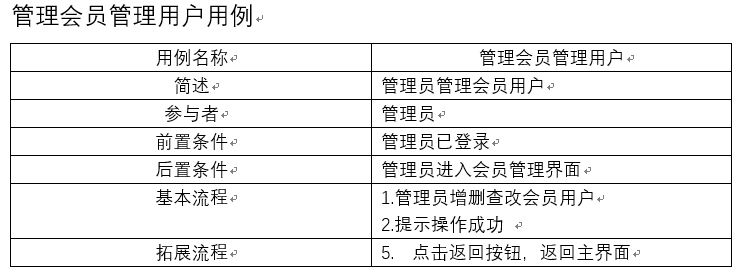 管理会员管理用户用例
用例名称 管理会员管理用户
简述 管理员管理会员用户
参与者 管理员
前置条件 管理员已登录
后置条件 管理员进入会员管理界面
基本流程 1.管理员增删查改会员用户
2.提示操作成功
拓展流程 5. 点击返回按钮，返回主界面